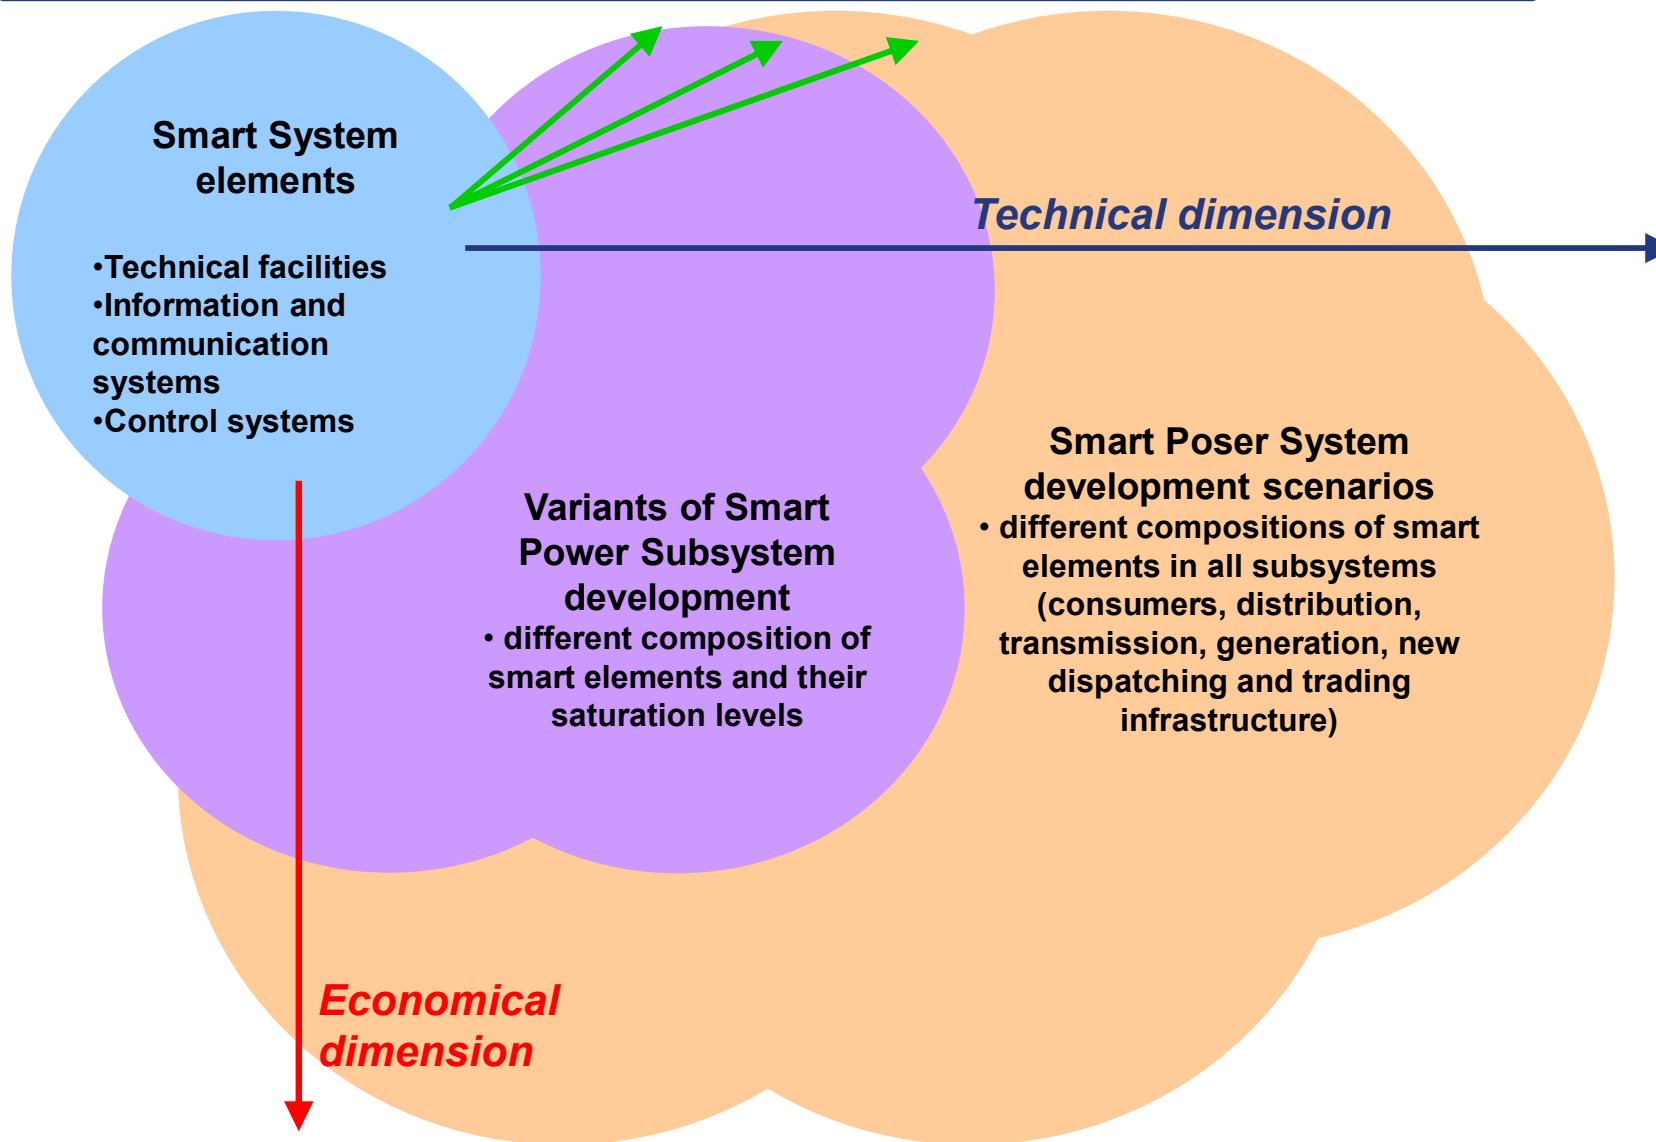 Smart System
elements
•Technical facilities
•Information and
communication
systems
•Control systems
Technical dimension
Variants of Smart
Power Subsystem
development
• different composition of
smart elements and their
saturation levels
Smart Poser System
development scenarios
• different compositions of smart
elements in all subsystems
(consumers, distribution,
transmission, generation, new
dispatching and trading
infrastructure)
Economical
dimension